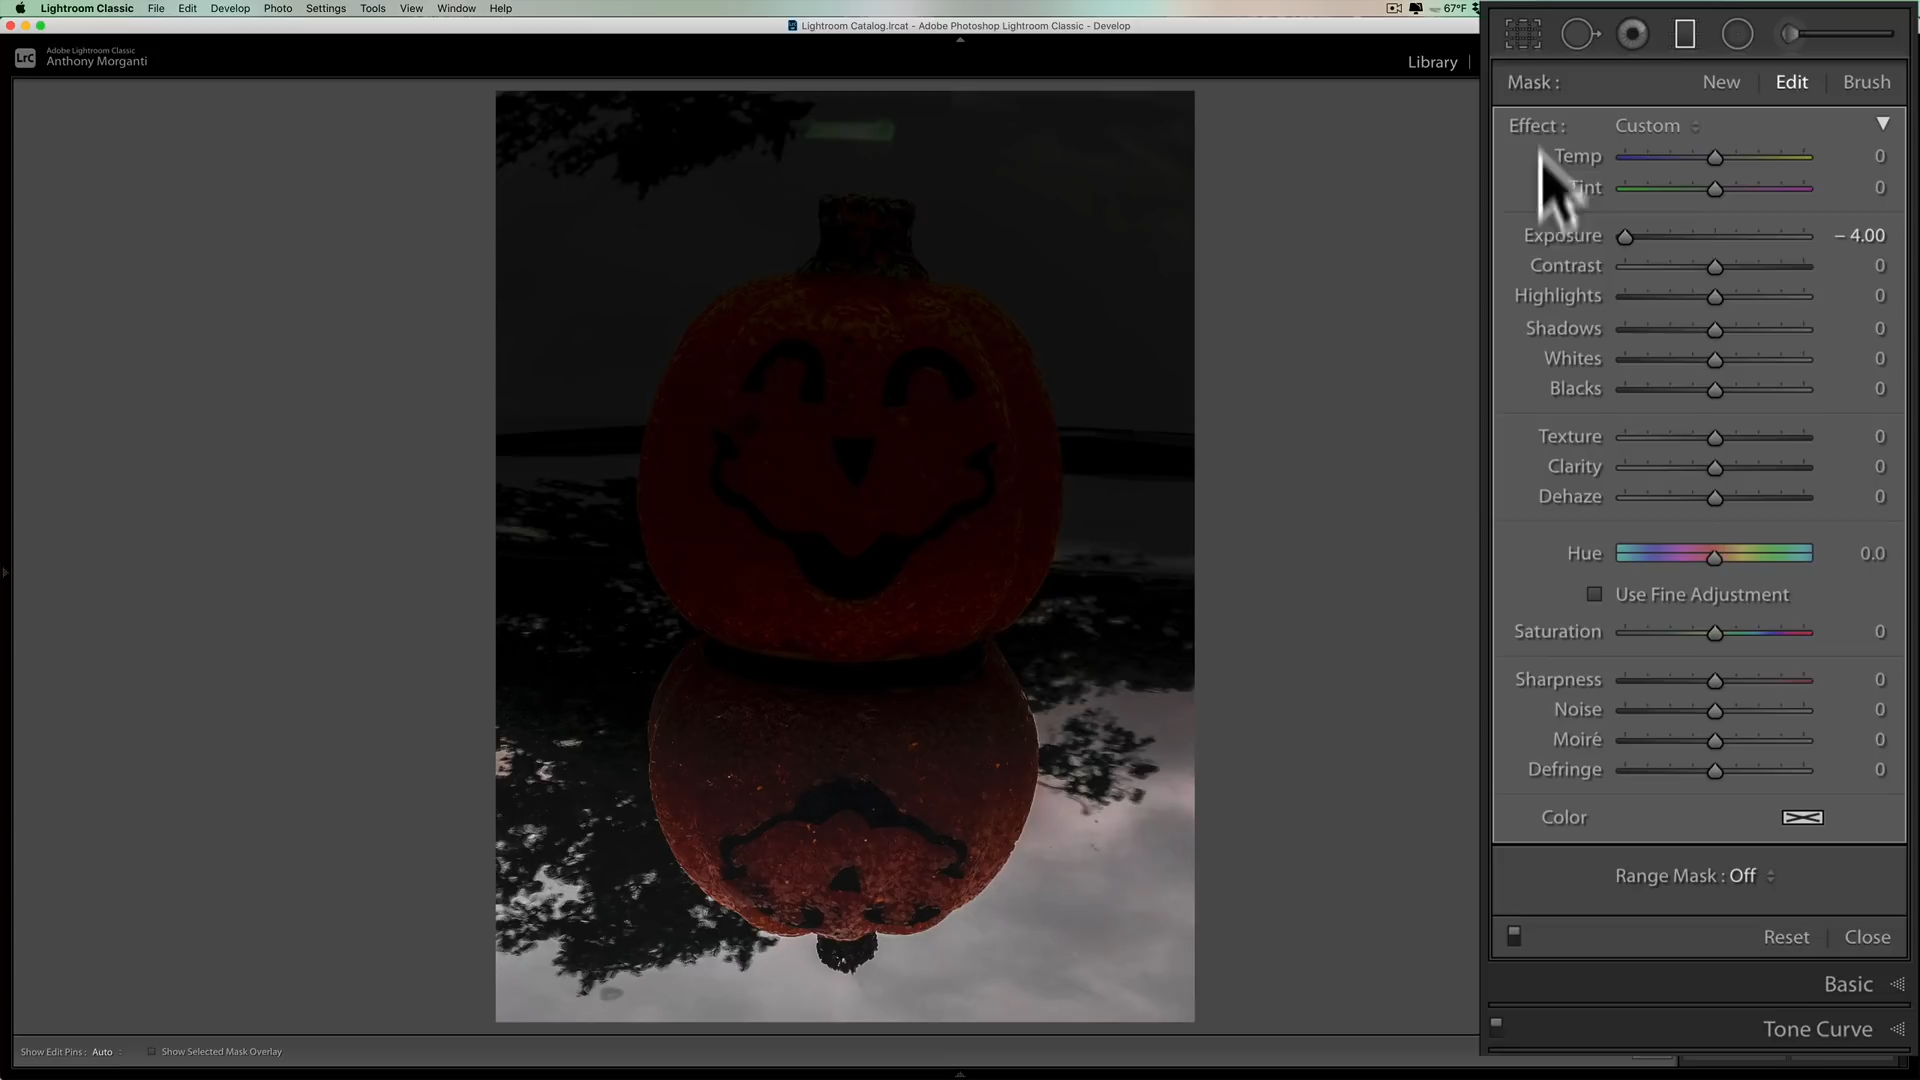 Lightroom Classic File Edit Develop Photo Settings Tools View Window Help 67°F
Lightroom Catalog.lrcat - Adobe Photoshop Lightroom Classic - Develop
LrC
Adobe Lightroom Classic
Anthony Morganti
Library
Mask : New Edit Brush
Effect : Custom
Temp 0
Tint 0
Exposure – 4.00
Contrast 0
Highlights 0
Shadows 0
Whites 0
Blacks 0
Texture 0
Clarity 0
Dehaze 0
Hue 0.0
Use Fine Adjustment
Saturation 0
Sharpness 0
Noise 0
Moiré 0
Defringe 0
Color
Range Mask : Off
Reset Close
Basic
Tone Curve
Show Edit Pins : Auto Show Selected Mask Overlay